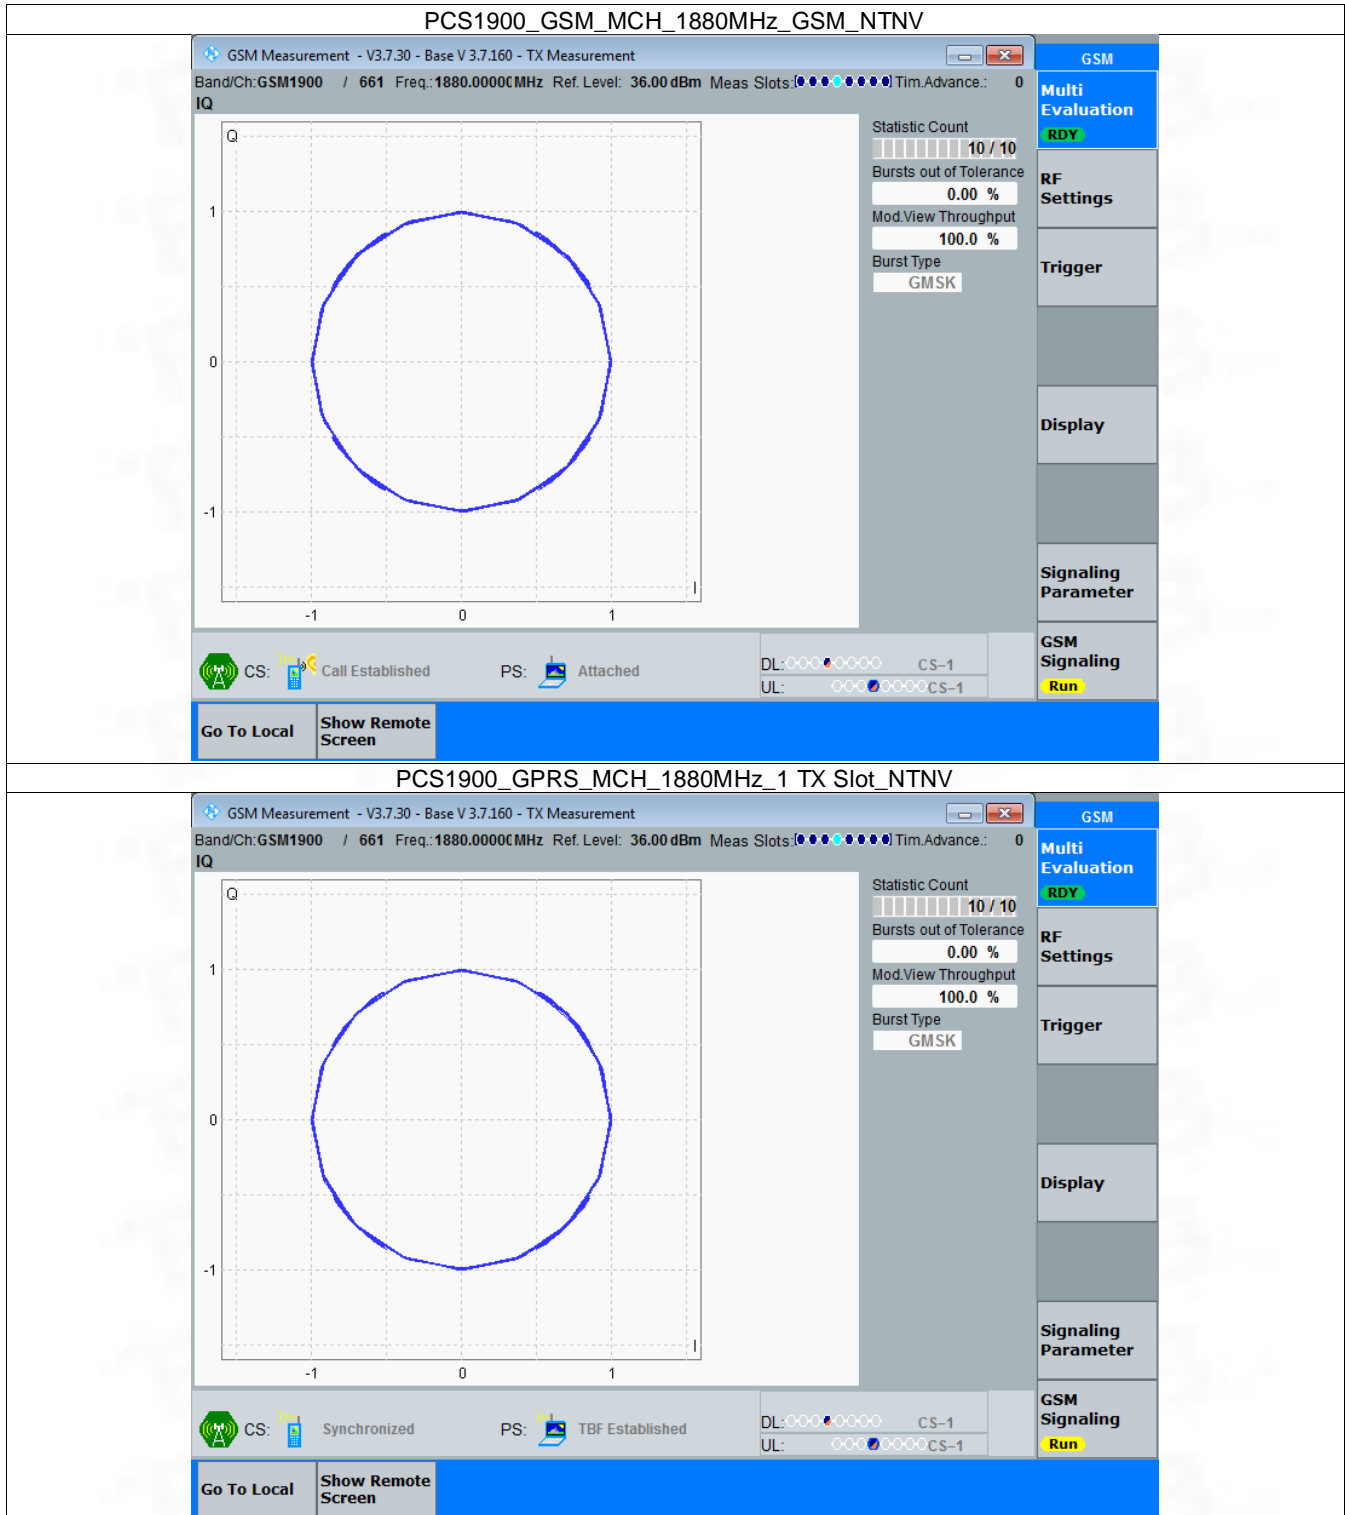 PCS1900_GSM_MCH_1880MHz_GSM_NTNV
GSM Measurement - V3.7.30 - Base V 3.7.160 - TX Measurement
GSM
Band/Ch:GSM1900 / 661 Freq.:1880.00000MHz Ref. Level: 36.00 dBm Meas Slots: Tim.Advance.: 0
IQ
Multi
Evaluation
RDY
Q
Statistic Count
10 / 10
Bursts out of Tolerance
0.00 %
Mod.View Throughput
100.0 %
Burst Type
GMSK
RF
Settings
Trigger
Display
Signaling
Parameter
GSM
Signaling
Run
1
0
-1
I
-1 0 1
CS: Call Established PS: Attached
DL: CS-1
UL: CS-1
Go To Local
Show Remote
Screen
PCS1900_GPRS_MCH_1880MHz_1 TX Slot_NTNV
GSM Measurement - V3.7.30 - Base V 3.7.160 - TX Measurement
GSM
Band/Ch:GSM1900 / 661 Freq.:1880.00000MHz Ref. Level: 36.00 dBm Meas Slots: Tim.Advance.: 0
IQ
Multi
Evaluation
RDY
Q
Statistic Count
10 / 10
Bursts out of Tolerance
0.00 %
Mod.View Throughput
100.0 %
Burst Type
GMSK
RF
Settings
Trigger
Display
Signaling
Parameter
GSM
Signaling
Run
1
0
-1
I
-1 0 1
CS: Synchronized PS: TBF Established
DL: CS-1
UL: CS-1
Go To Local
Show Remote
Screen